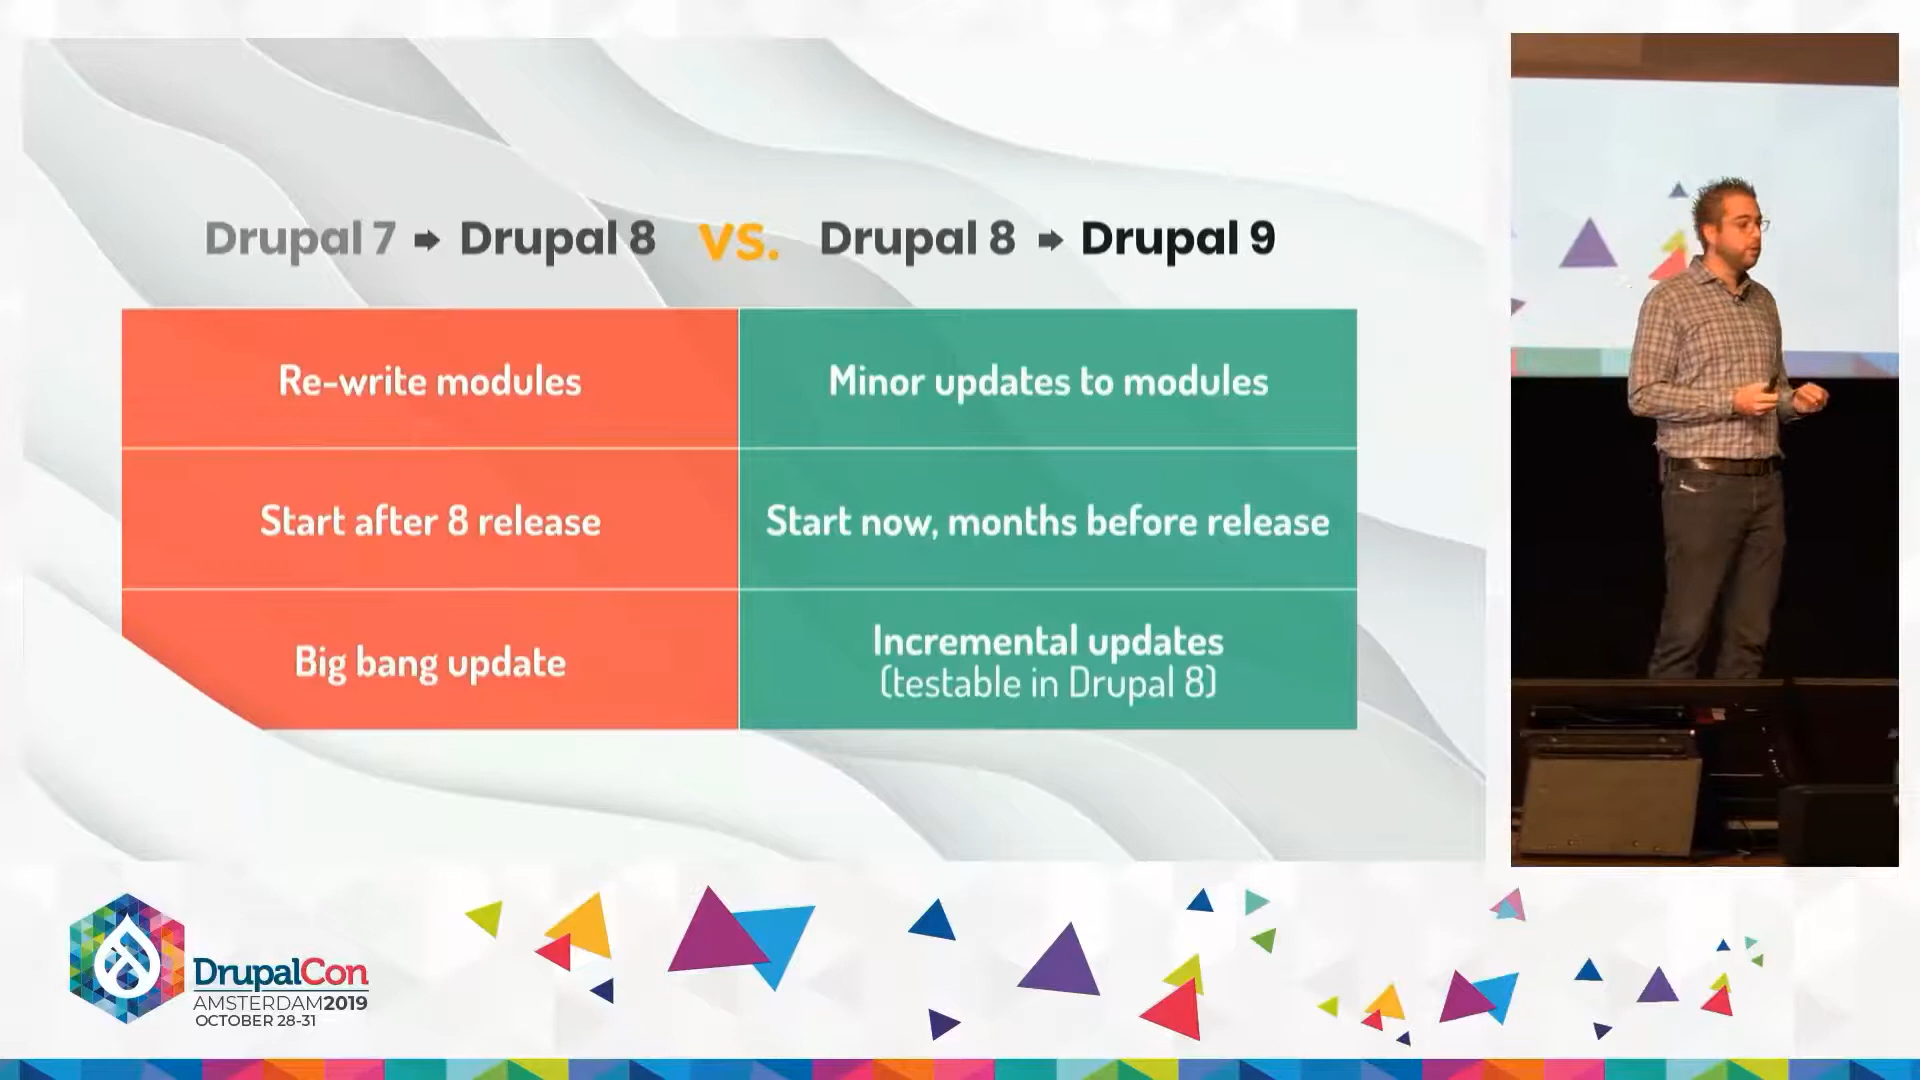 Drupal 7 ➡ Drupal 8 vs. Drupal 8 ➡ Drupal 9
Re-write modules
Minor updates to modules
Start after 8 release
Start now, months before release
Big bang update
Incremental updates
(testable in Drupal 8)
DrupalCon
AMSTERDAM2019
OCTOBER 28-31